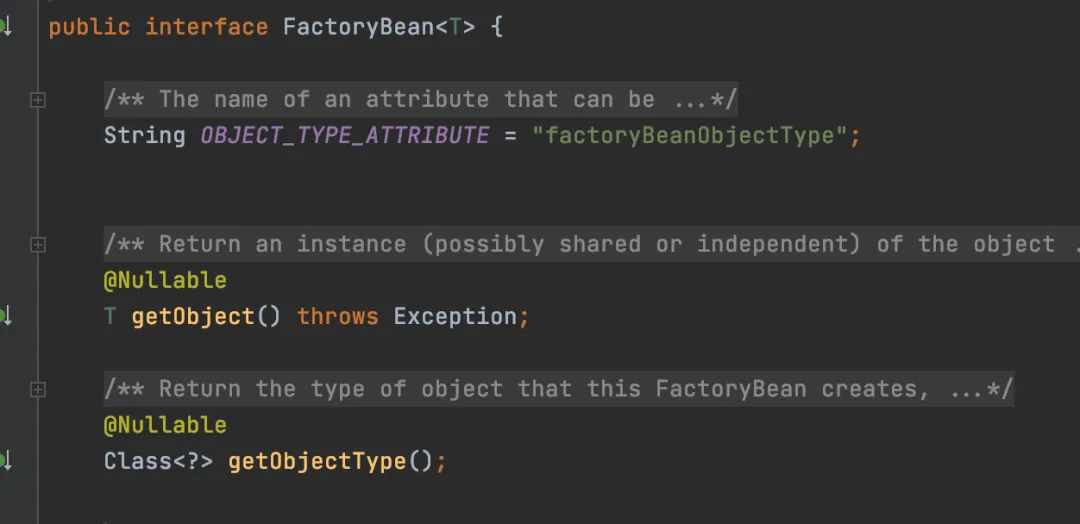 public interface FactoryBean<T> {
/** The name of an attribute that can be ...*/
String OBJECT_TYPE_ATTRIBUTE = "factoryBeanObjectType";
/** Return an instance (possibly shared or independent) of the object .
@Nullable
T getObject() throws Exception;
/** Return the type of object that this FactoryBean creates, ...*/
@Nullable
Class<?> getObjectType();